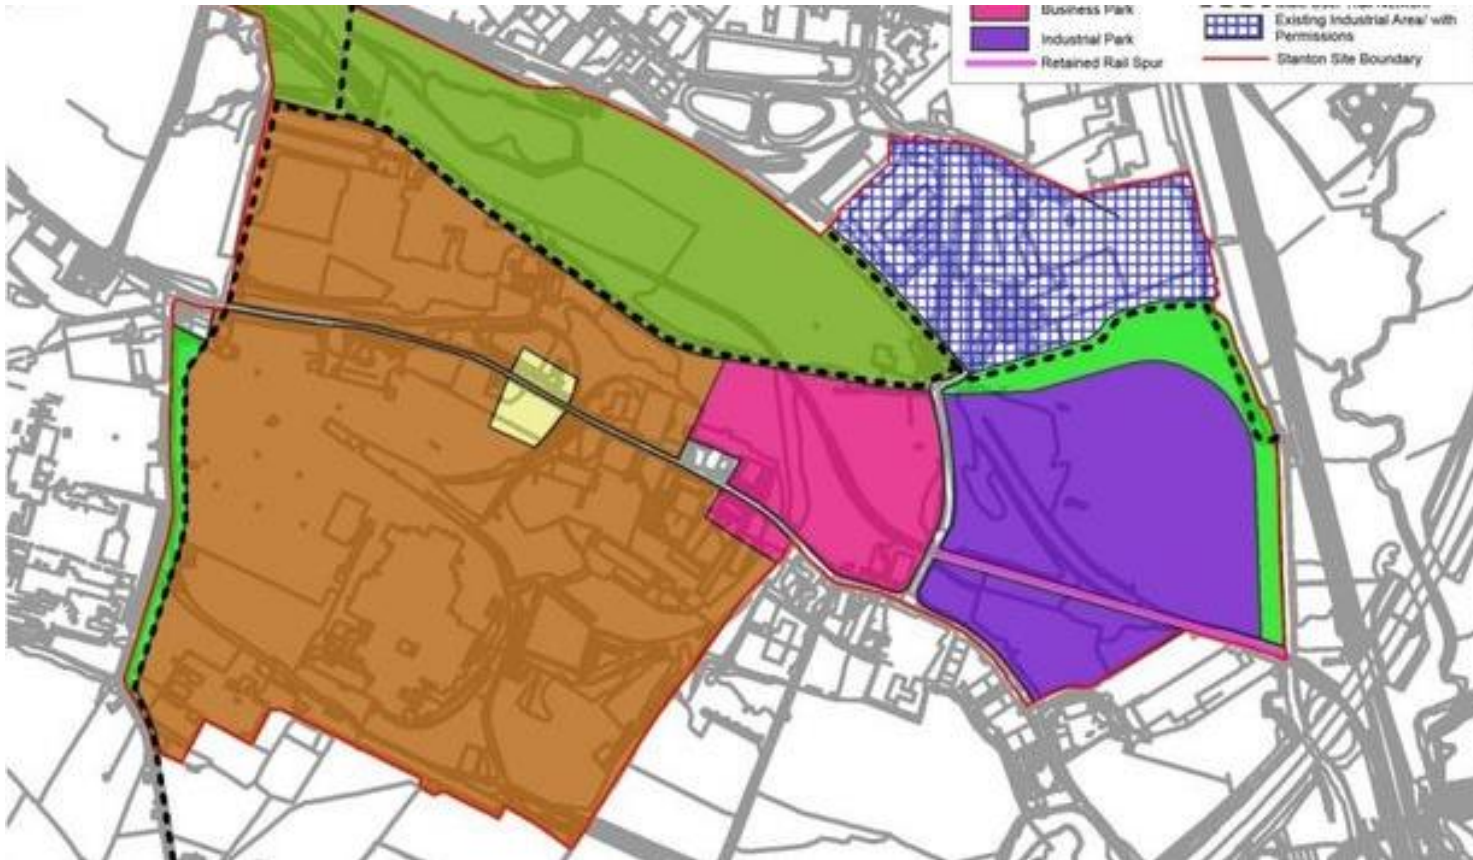 Business Park
Industrial Park
Retained Rail Spur
Existing Industrial Area/ with
Permissions
Stanton Site Boundary